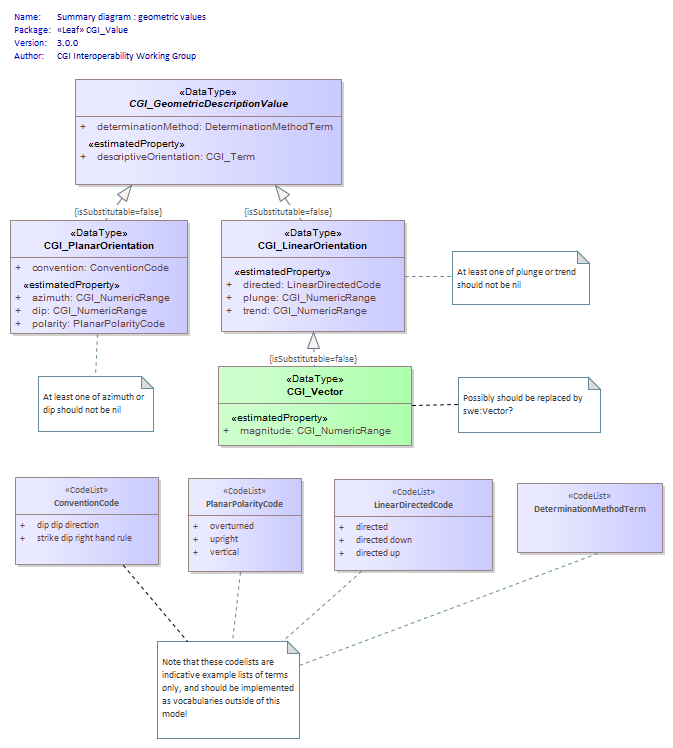 Name: Summary diagram : geometric values
Package: «Leaf» CGI_Value
Version: 3.0.0
Author: CGI Interoperability Working Group
«DataType»
CGI_GeometricDescriptionValue
+ determinationMethod: DeterminationMethodTerm
«estimatedProperty»
+ descriptiveOrientation: CGI_Term
{isSubstitutable=false}
{isSubstitutable=false}
«DataType»
CGI_PlanarOrientation
+ convention: ConventionCode
«estimatedProperty»
+ azimuth: CGI_NumericRange
+ dip: CGI_NumericRange
+ polarity: PlanarPolarityCode
«DataType»
CGI_LinearOrientation
«estimatedProperty»
+ directed: LinearDirectedCode
+ plunge: CGI_NumericRange
+ trend: CGI_NumericRange
At least one of plunge or trend
should not be nil
{isSubstitutable=false}
At least one of azimuth or
dip should not be nil
«DataType»
CGI_Vector
«estimatedProperty»
+ magnitude: CGI_NumericRange
Possibly should be replaced by
swe:Vector?
«CodeList»
ConventionCode
+ dip dip direction
+ strike dip right hand rule
«CodeList»
PlanarPolarityCode
+ overturned
+ upright
+ vertical
«CodeList»
LinearDirectedCode
+ directed
+ directed down
+ directed up
«CodeList»
DeterminationMethodTerm
Note that these codelists are
indicative example lists of terms
only, and should be implemented
as vocabularies outside of this
model